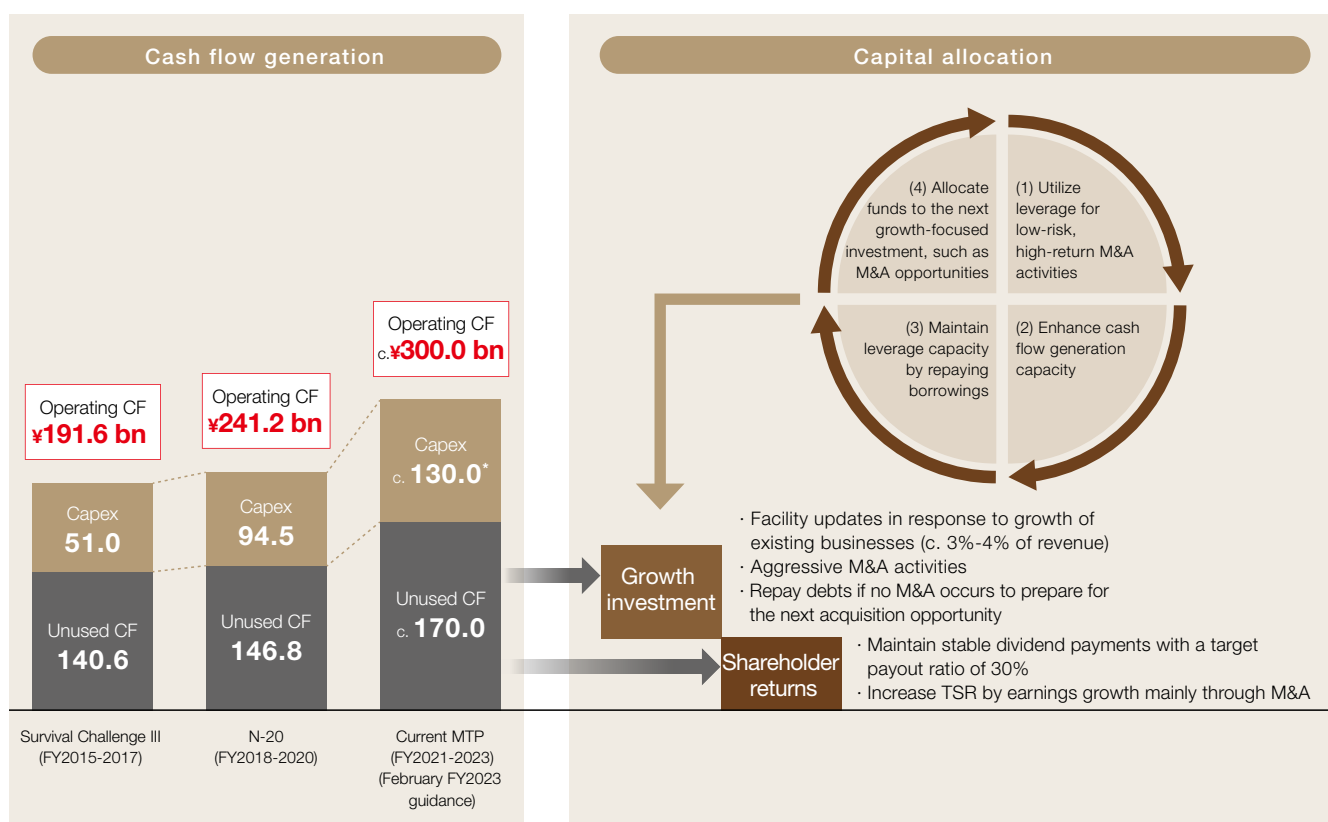 Cash flow generation
Operating CF
¥191.6 bn
Capex
51.0
Unused CF
140.6
Survival Challenge III
(FY2015-2017)
Operating CF
¥241.2 bn
Capex
94.5
Unused CF
146.8
N-20
(FY2018-2020)
Operating CF
c.¥300.0 bn
Capex
c. 130.0*
Unused CF
c. 170.0
Current MTP
(FY2021-2023)
(February FY2023
guidance)
Capital allocation
(1) Utilize
leverage for
low-risk,
high-return M&A
activities
(2) Enhance cash
flow generation
capacity
(3) Maintain
leverage capacity
by repaying
borrowings
(4) Allocate
funds to the next
growth-focused
investment, such as
M&A opportunities
Growth
investment
· Facility updates in response to growth of
existing businesses (c. 3%-4% of revenue)
· Aggressive M&A activities
· Repay debts if no M&A occurs to prepare for
the next acquisition opportunity
Shareholder
returns
· Maintain stable dividend payments with a target
payout ratio of 30%
· Increase TSR by earnings growth mainly through M&A